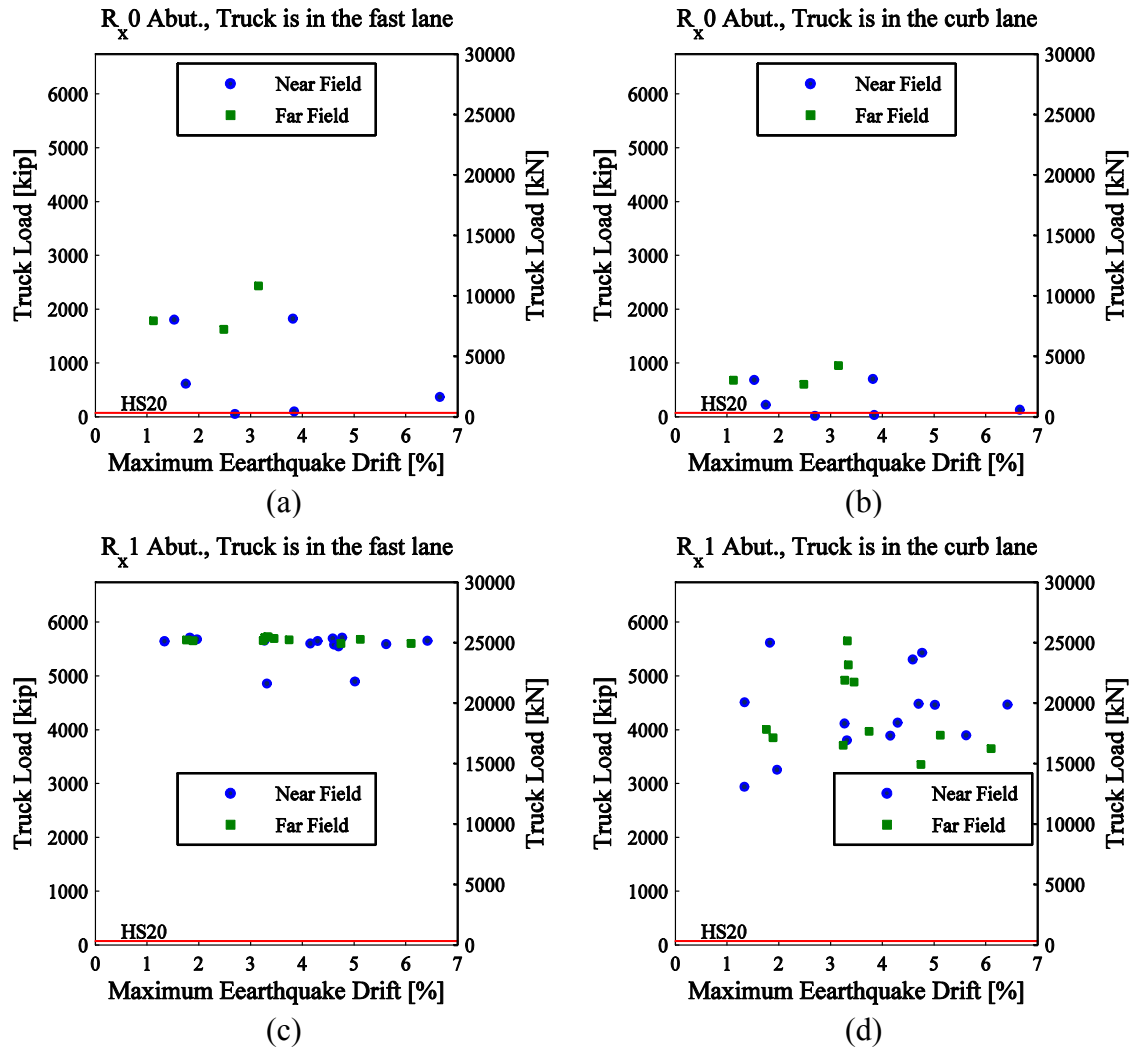 R_x0 Abut., Truck is in the fast lane
Near Field
Far Field
HS20
Truck Load [kip]
0 1000 2000 3000 4000 5000 6000
Truck Load [kN]
0 5000 10000 15000 20000 25000 30000
0 1 2 3 4 5 6 7
Maximum Eearthquake Drift [%]
(a)
R_x0 Abut., Truck is in the curb lane
Near Field
Far Field
HS20
Truck Load [kip]
0 1000 2000 3000 4000 5000 6000
Truck Load [kN]
0 5000 10000 15000 20000 25000 30000
0 1 2 3 4 5 6 7
Maximum Eearthquake Drift [%]
(b)
R_x1 Abut., Truck is in the fast lane
Near Field
Far Field
HS20
Truck Load [kip]
0 1000 2000 3000 4000 5000 6000
Truck Load [kN]
0 5000 10000 15000 20000 25000 30000
0 1 2 3 4 5 6 7
Maximum Eearthquake Drift [%]
(c)
R_x1 Abut., Truck is in the curb lane
Near Field
Far Field
HS20
Truck Load [kip]
0 1000 2000 3000 4000 5000 6000
Truck Load [kN]
0 5000 10000 15000 20000 25000 30000
0 1 2 3 4 5 6 7
Maximum Eearthquake Drift [%]
(d)